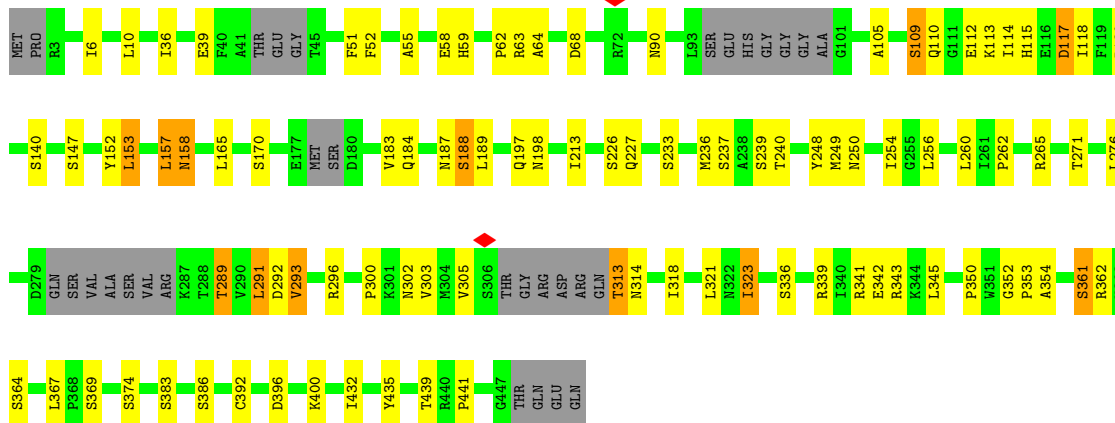 MET PRO R3 I6 L10 I36 E39 F40 A41 THR GLU GLY T45 F51 F52 A55 E58 H59 P62 R63 A64 D68 R72 N90 L93 SER GLU HIS GLY GLY GLY ALA G101 A105 S109 Q110 G111 E112 K113 I114 H115 E116 D117 I118 F119
S140 S147 Y152 L153 L157 N158 L165 S170 E177 MET SER D180 V183 Q184 N187 S188 L189 Q197 N198 I213 S226 Q227 S233 M236 S237 A238 S239 T240 Y248 M249 N250 I254 G255 L256 L260 I261 P262 R265 T271 L276
D279 GLN SER VAL ALA SER VAL ARG K287 T288 T289 V290 L291 D292 V293 R296 P300 K301 N302 V303 M304 V305 S306 THR GLY ARG ASP ARG GLN T313 N314 I318 L321 N322 I323 S336 R339 I340 R341 E342 R343 K344 L345 P350 W351 G352 P353 A354 S361 R362
S364 L367 P368 S369 S374 S383 S386 C392 D396 K400 I432 Y435 T439 R440 P441 G447 THR GLN GLU GLN